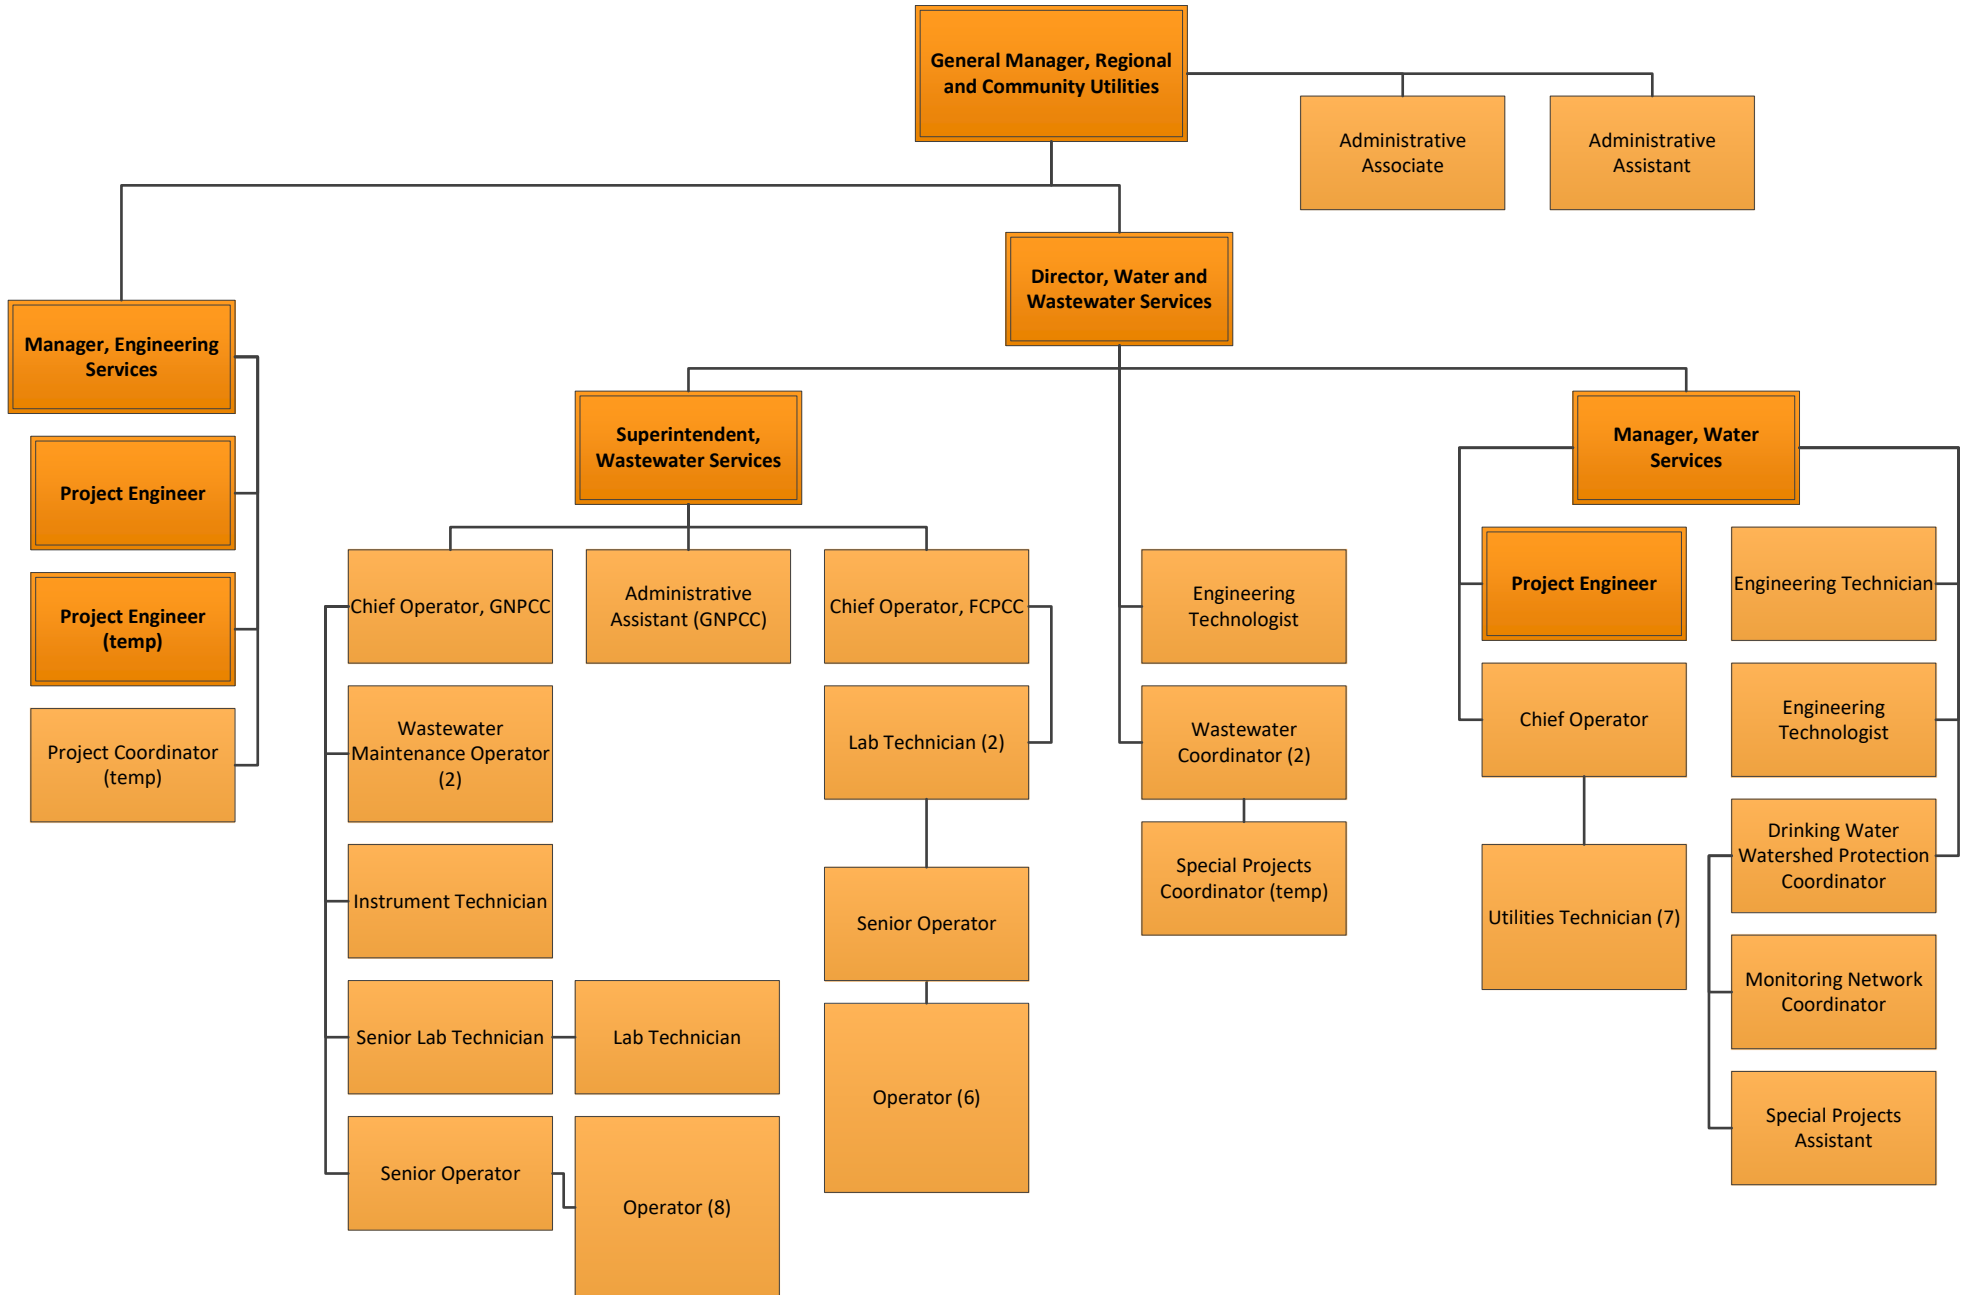 General Manager, Regional
and Community Utilities
Administrative
Associate
Administrative
Assistant
Director, Water and
Wastewater Services
Manager, Engineering
Services
Project Engineer
Project Engineer
(temp)
Project Coordinator
(temp)
Superintendent,
Wastewater Services
Chief Operator, GNPCC
Wastewater
Maintenance Operator
(2)
Instrument Technician
Senior Lab Technician
Lab Technician
Senior Operator
Operator (8)
Administrative
Assistant (GNPCC)
Chief Operator, FCPCC
Lab Technician (2)
Senior Operator
Operator (6)
Engineering
Technologist
Wastewater
Coordinator (2)
Special Projects
Coordinator (temp)
Manager, Water
Services
Project Engineer
Chief Operator
Utilities Technician (7)
Engineering Technician
Engineering
Technologist
Drinking Water
Watershed Protection
Coordinator
Monitoring Network
Coordinator
Special Projects
Assistant